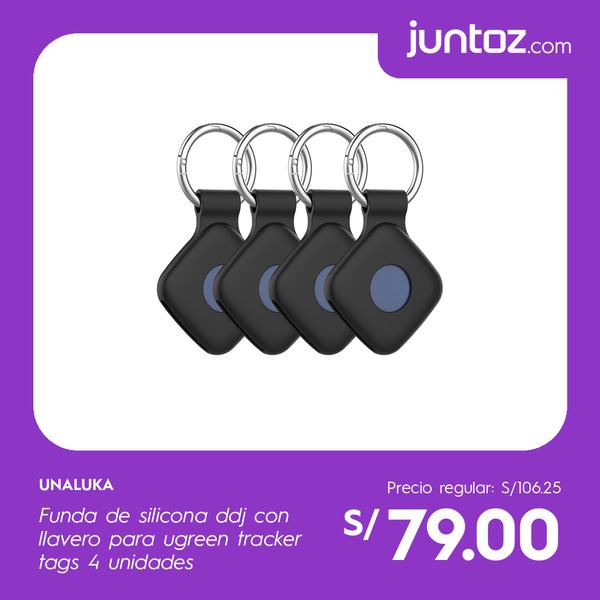 juntoz.com
UNALUKA
Funda de silicona ddj con
llavero para ugreen tracker
tags 4 unidades
Precio regular: S/106.25
S/79.00